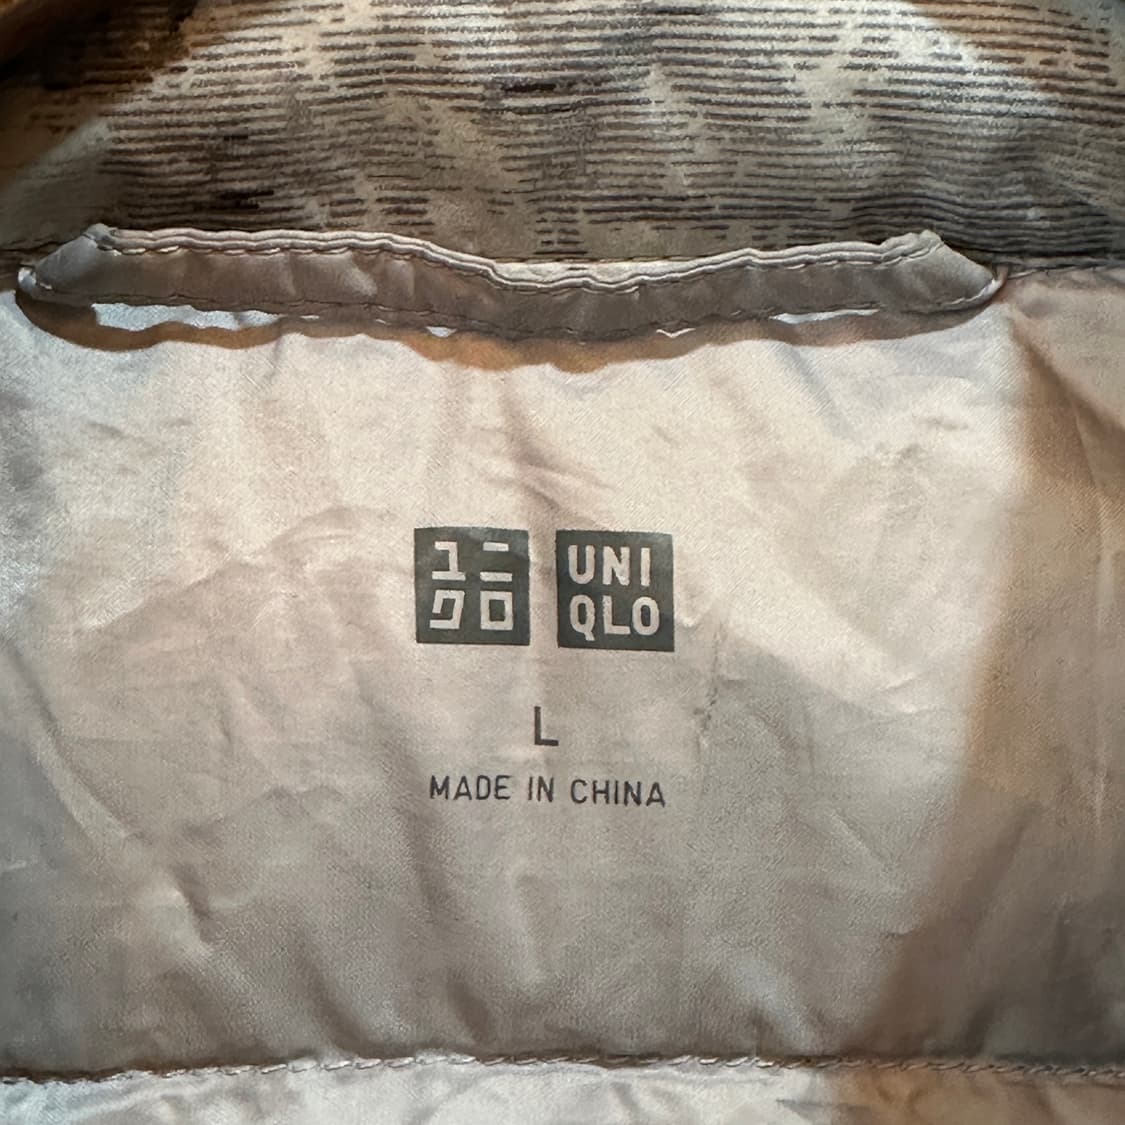 ユニ
クロ
UNI
QLO
L
MADE IN CHINA